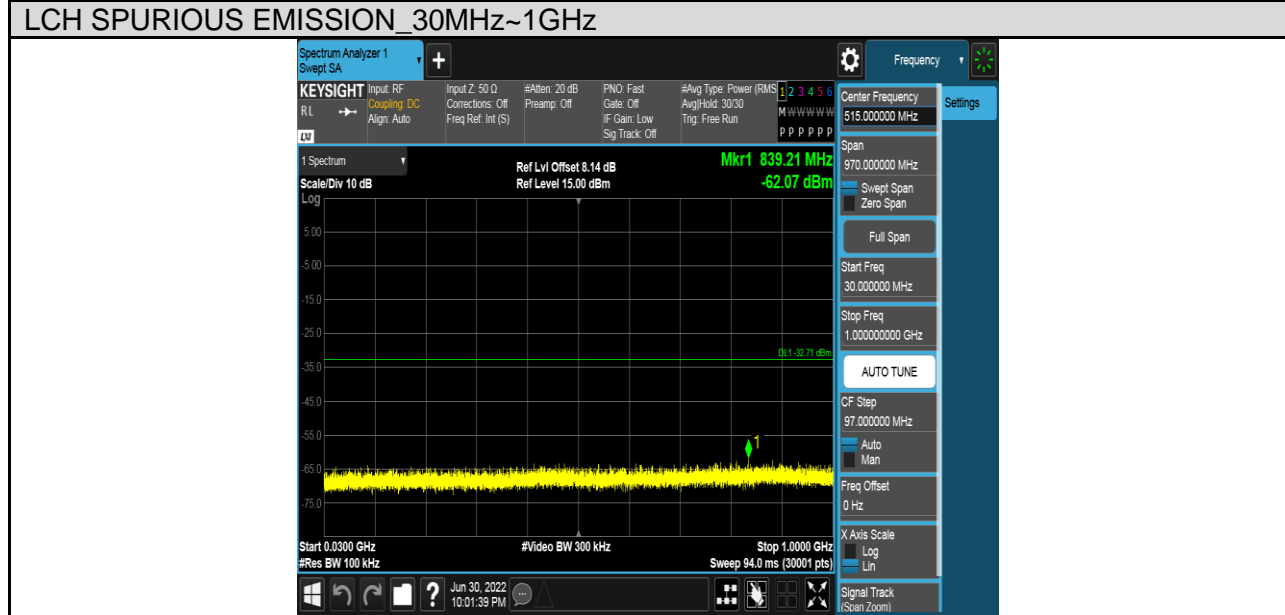 LCH SPURIOUS EMISSION_30MHz~1GHz
Spectrum Analyzer 1
Swept SA
Frequency
KEYSIGHT
RL
LXI
Input: RF
Coupling: DC
Align: Auto
Input Z: 50 Ω
Corrections: Off
Freq Ref: Int (S)
#Atten: 20 dB
Preamp: Off
PNO: Fast
Gate: Off
IF Gain: Low
Sig Track: Off
#Avg Type: Power (RMS
Avg|Hold: 30/30
Trig: Free Run
1 2 3 4 5 6
M W W W W W
P P P P P P
1 Spectrum
Scale/Div 10 dB
Log
Ref Lvl Offset 8.14 dB
Ref Level 15.00 dBm
Mkr1 839.21 MHz
-62.07 dBm
5.00
-5.00
-15.0
-25.0
DL1 -32.71 dBm
-35.0
-45.0
-55.0
1
-65.0
-75.0
Start 0.0300 GHz
#Video BW 300 kHz
Stop 1.0000 GHz
#Res BW 100 kHz
Sweep 94.0 ms (30001 pts)
?
Jun 30, 2022
10:01:39 PM
Center Frequency
515.000000 MHz
Settings
Span
970.000000 MHz
Swept Span
Zero Span
Full Span
Start Freq
30.000000 MHz
Stop Freq
1.000000000 GHz
AUTO TUNE
CF Step
97.000000 MHz
Auto
Man
Freq Offset
0 Hz
X Axis Scale
Log
Lin
Signal Track
(Span Zoom)